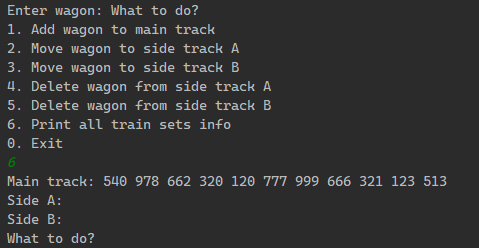 Enter wagon: What to do?
1. Add wagon to main track
2. Move wagon to side track A
3. Move wagon to side track B
4. Delete wagon from side track A
5. Delete wagon from side track B
6. Print all train sets info
0. Exit
6
Main track: 540 978 662 320 120 777 999 666 321 123 513
Side A:
Side B:
What to do?